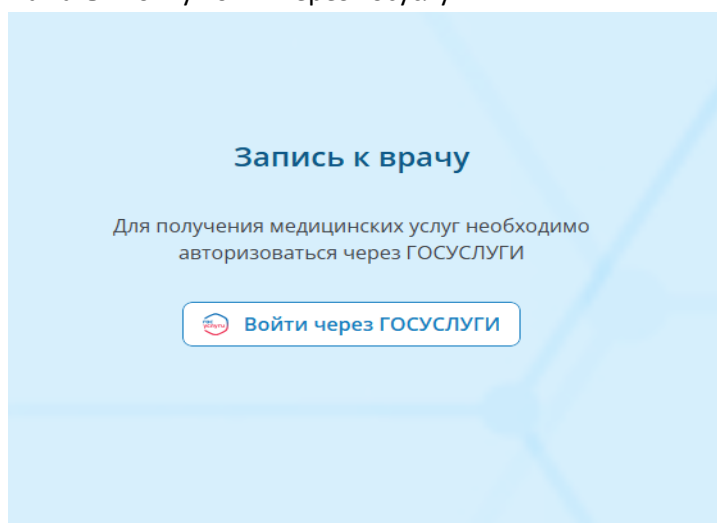 Запись к врачу
Для получения медицинских услуг необходимо
авторизоваться через ГОСУСЛУГИ
Войти через ГОСУСЛУГИ